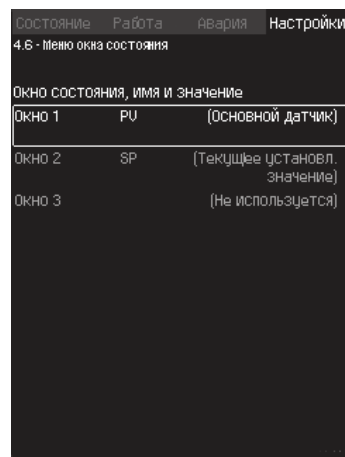 Состояние Работа Авария Настройки
4.6 - Меню окна состояния
Окно состояния, имя и значение
Окно 1 PV (Основной датчик)
Окно 2 SP (Текущее установл.
значение)
Окно 3 (Не используется)